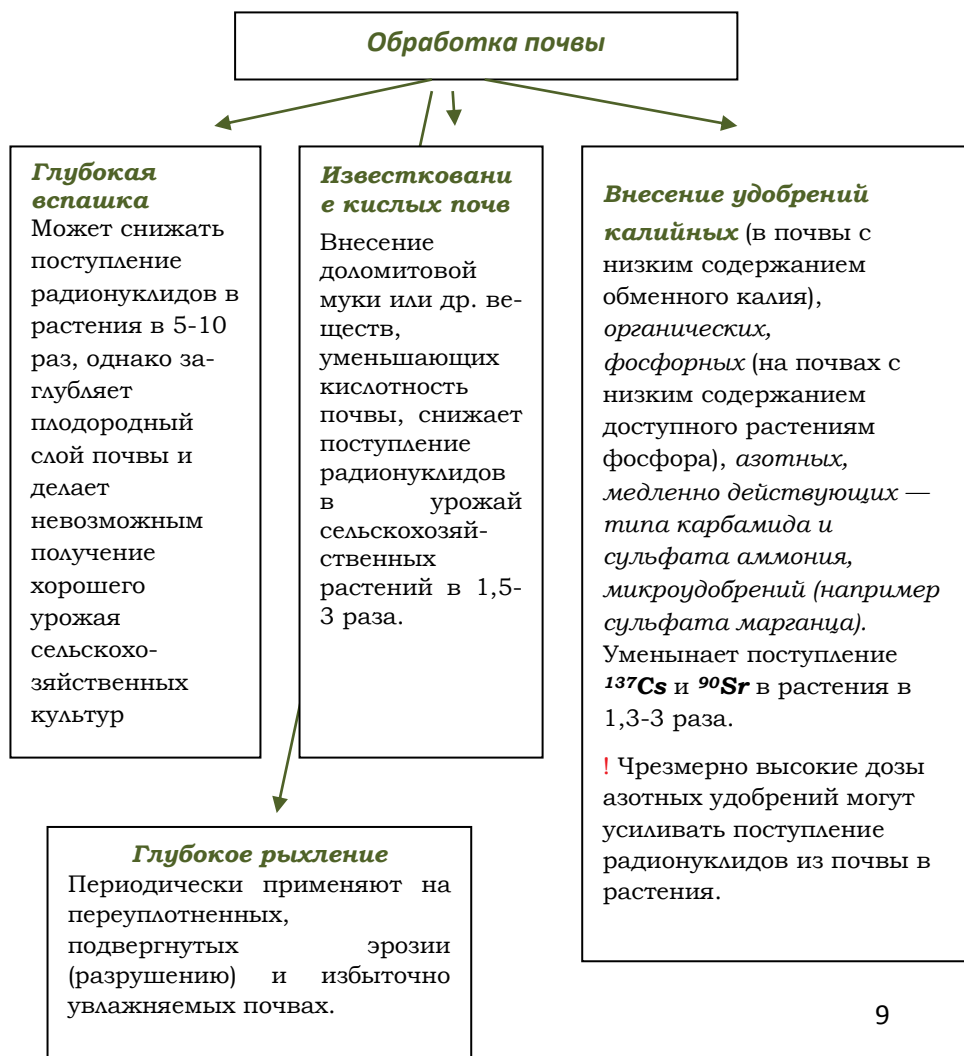 Обработка почвы
Глубокая
вспашка
Может снижать
поступление
радионуклидов в
растения в 5-10
раз, однако за-
глубляет
плодородный
слой почвы и
делает
невозможным
получение
хорошего
урожая
сельскохо-
зяйственных
культур
Известковани
е кислых почв
Внесение
доломитовой
муки или др. ве-
ществ,
уменьшающих
кислотность
почвы, снижает
поступление
радионуклидов
в урожай
сельскохозяй-
ственных
растений в 1,5-
3 раза.
Внесение удобрений
калийных (в почвы с
низким содержанием
обменного калия),
органических,
фосфорных (на почвах с
низким содержанием
доступного растениям
фосфора), азотных,
медленно действующих —
типа карбамида и
сульфата аммония,
микроудобрений (например
сульфата марганца).
Уменынает поступление
¹³⁷Cs и ⁹⁰Sr в растения в
1,3-3 раза.
! Чрезмерно высокие дозы
азотных удобрений могут
усиливать поступление
радионуклидов из почвы в
растения.
Глубокое рыхление
Периодически применяют на
переуплотненных,
подвергнутых эрозии
(разрушению) и избыточно
увлажняемых почвах.
9